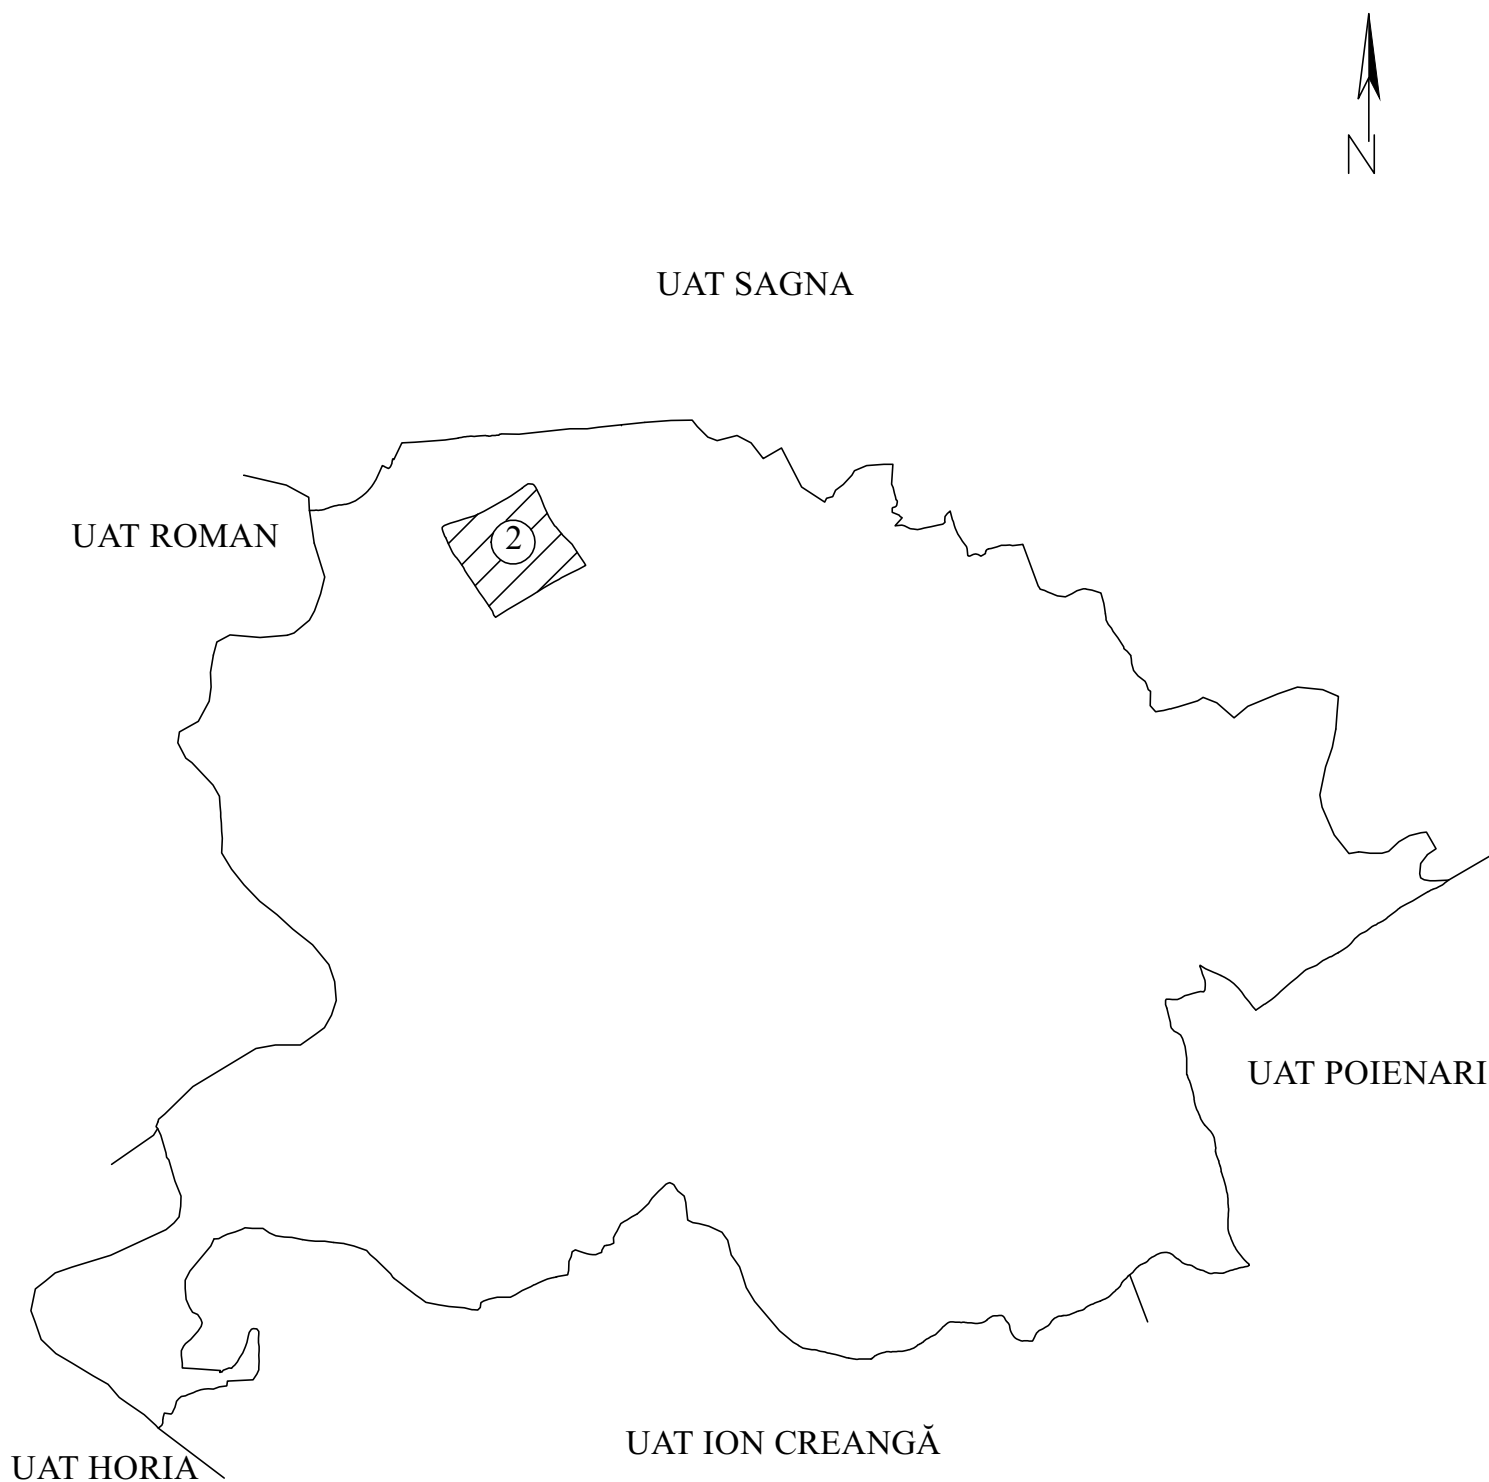 N
UAT SAGNA
UAT ROMAN
2
UAT POIENARI
UAT ION CREANGĂ
UAT HORIA